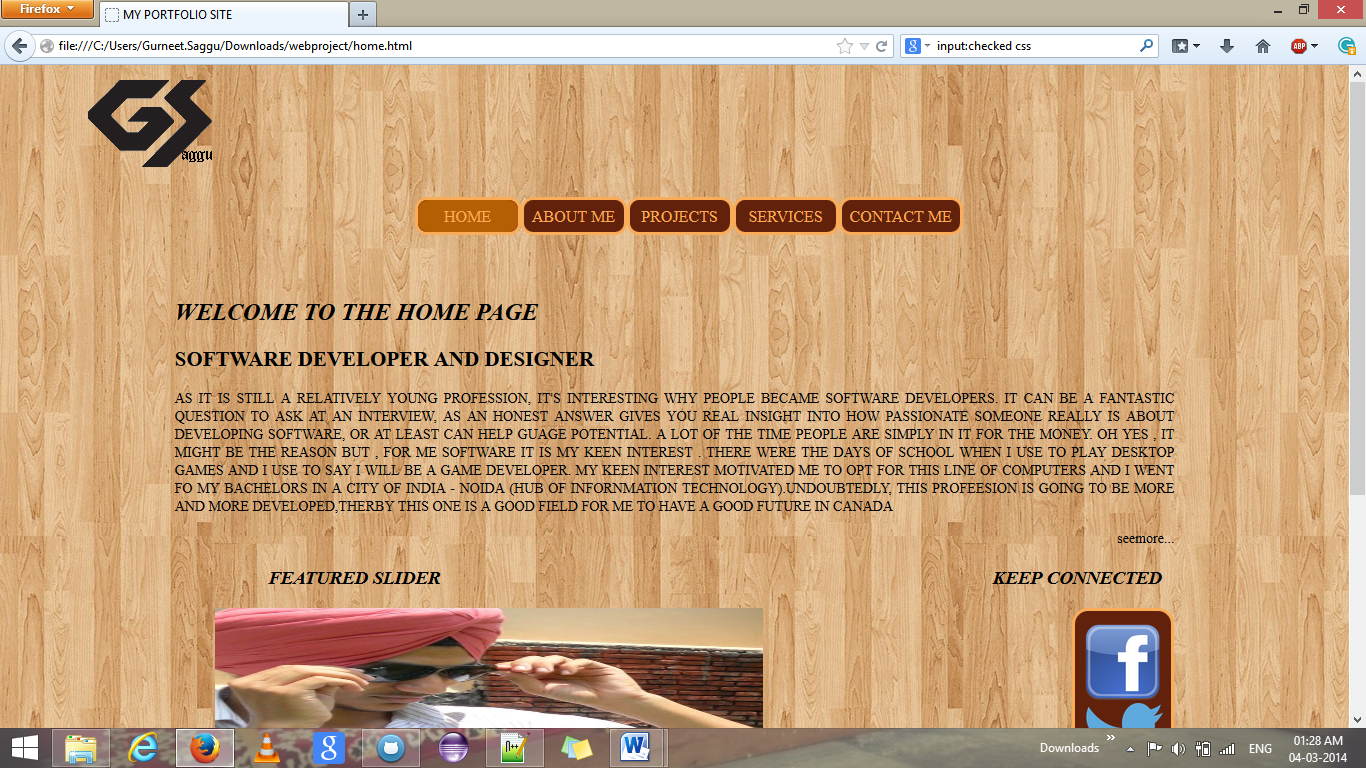 Firefox
MY PORTFOLIO SITE
file:///C:/Users/Gurneet.Saggu/Downloads/webproject/home.html
input:checked css
ABP
GS
aggu
HOME
ABOUT ME
PROJECTS
SERVICES
CONTACT ME
WELCOME TO THE HOME PAGE
SOFTWARE DEVELOPER AND DESIGNER
AS IT IS STILL A RELATIVELY YOUNG PROFESSION, IT'S INTERESTING WHY PEOPLE BECAME SOFTWARE DEVELOPERS. IT CAN BE A FANTASTIC
QUESTION TO ASK AT AN INTERVIEW, AS AN HONEST ANSWER GIVES YOU REAL INSIGHT INTO HOW PASSIONATE SOMEONE REALLY IS ABOUT
DEVELOPING SOFTWARE, OR AT LEAST CAN HELP GUAGE POTENTIAL. A LOT OF THE TIME PEOPLE ARE SIMPLY IN IT FOR THE MONEY. OH YES , IT
MIGHT BE THE REASON BUT , FOR ME SOFTWARE IT IS MY KEEN INTEREST . THERE WERE THE DAYS OF SCHOOL WHEN I USE TO PLAY DESKTOP
GAMES AND I USE TO SAY I WILL BE A GAME DEVELOPER. MY KEEN INTEREST MOTIVATED ME TO OPT FOR THIS LINE OF COMPUTERS AND I WENT
FO MY BACHELORS IN A CITY OF INDIA - NOIDA (HUB OF INFORNMATION TECHNOLOGY).UNDOUBTEDLY, THIS PROFEESION IS GOING TO BE MORE
AND MORE DEVELOPED,THERBY THIS ONE IS A GOOD FIELD FOR ME TO HAVE A GOOD FUTURE IN CANADA
seemore...
FEATURED SLIDER
KEEP CONNECTED
f
Downloads
ENG
01:28 AM
04-03-2014